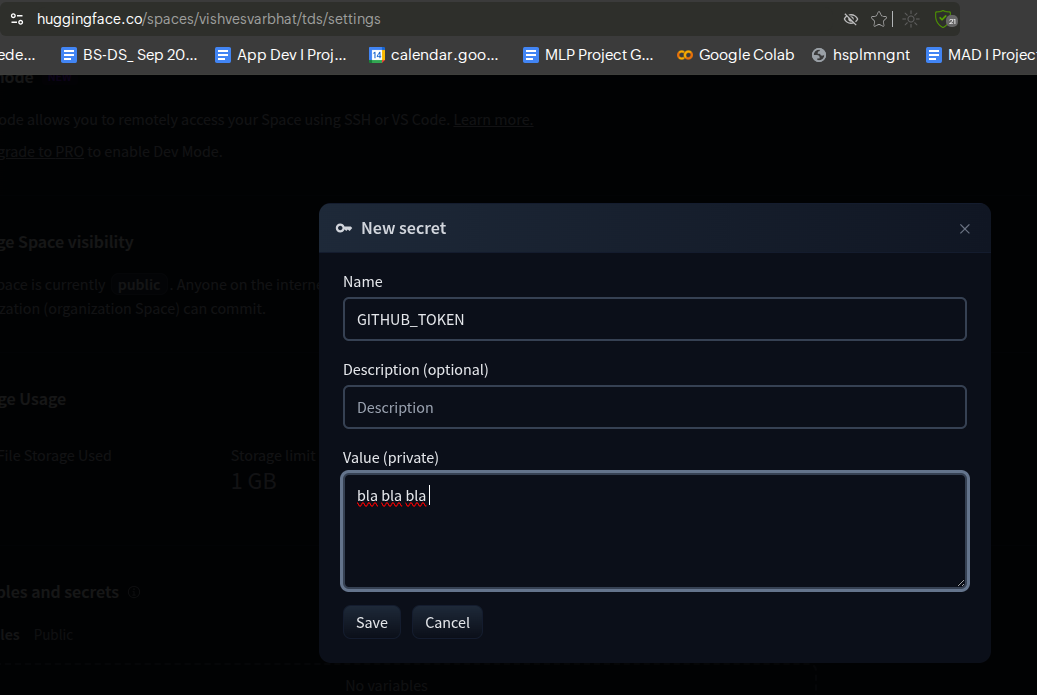 huggingface.co/spaces/vishvesvarbhat/tds/settings
21
ede... BS-DS_ Sep 20... App Dev I Proj... 14 calendar.goo... MLP Project G... Google Colab hsplmngnt MAD I Projec
ode
ode allows you to remotely access your Space using SSH or VS Code. Learn more.
grade to PRO to enable Dev Mode.
New secret
ge Space visibility
Name
pace is currently public . Anyone on the interne
zation (organization Space) can commit.
GITHUB_TOKEN
Description (optional)
ge Usage
Description
File Storage Used Storage limit
Value (private)
1 GB
bla bla bla
bles and secrets
Save Cancel
les Public
No variables